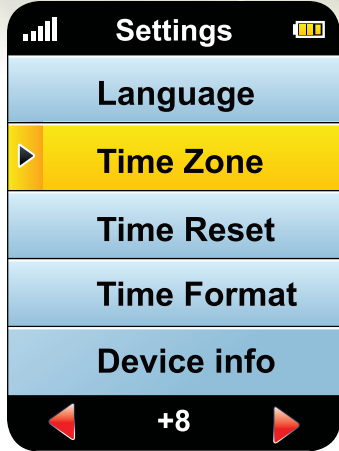 Settings
Language
Time Zone
Time Reset
Time Format
Device info
+8